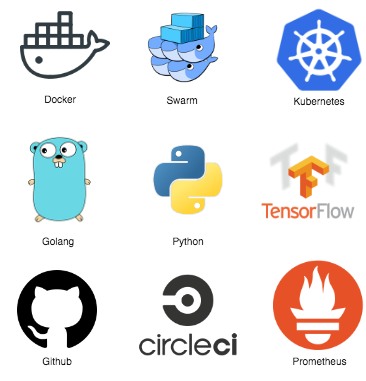 Docker
Swarm
Kubernetes
Golang
Python
TensorFlow
Github
circleci
Prometheus